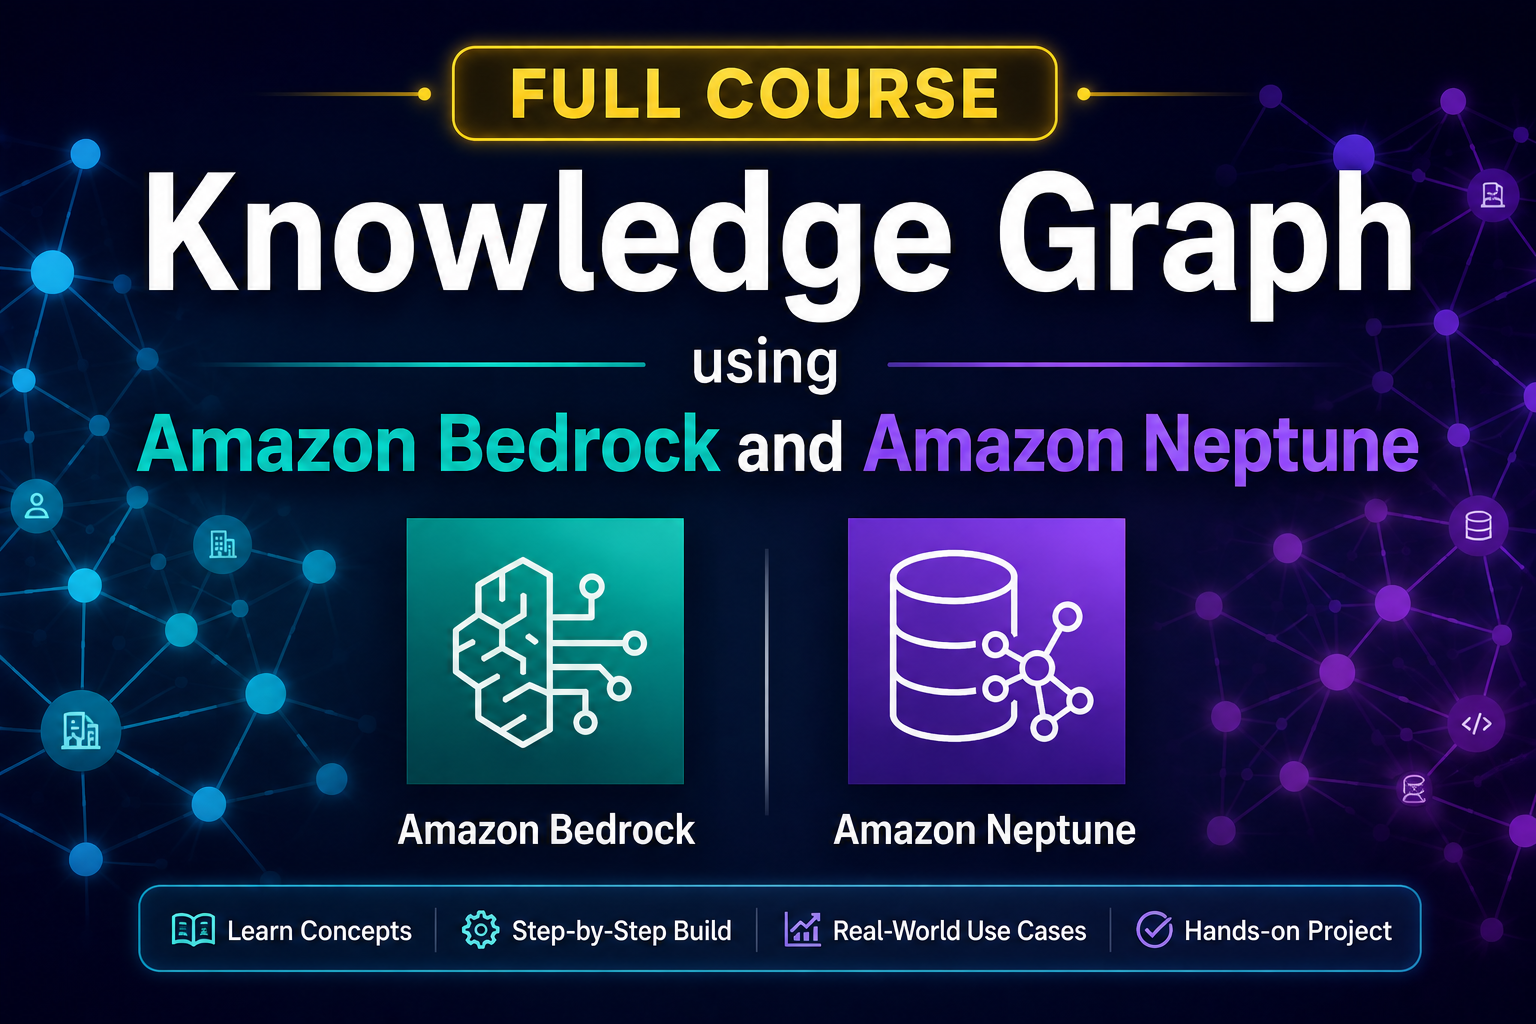 FULL COURSE
Knowledge Graph
using
Amazon Bedrock and Amazon Neptune
Amazon Bedrock
Amazon Neptune
Learn Concepts
Step-by-Step Build
Real-World Use Cases
Hands-on Project